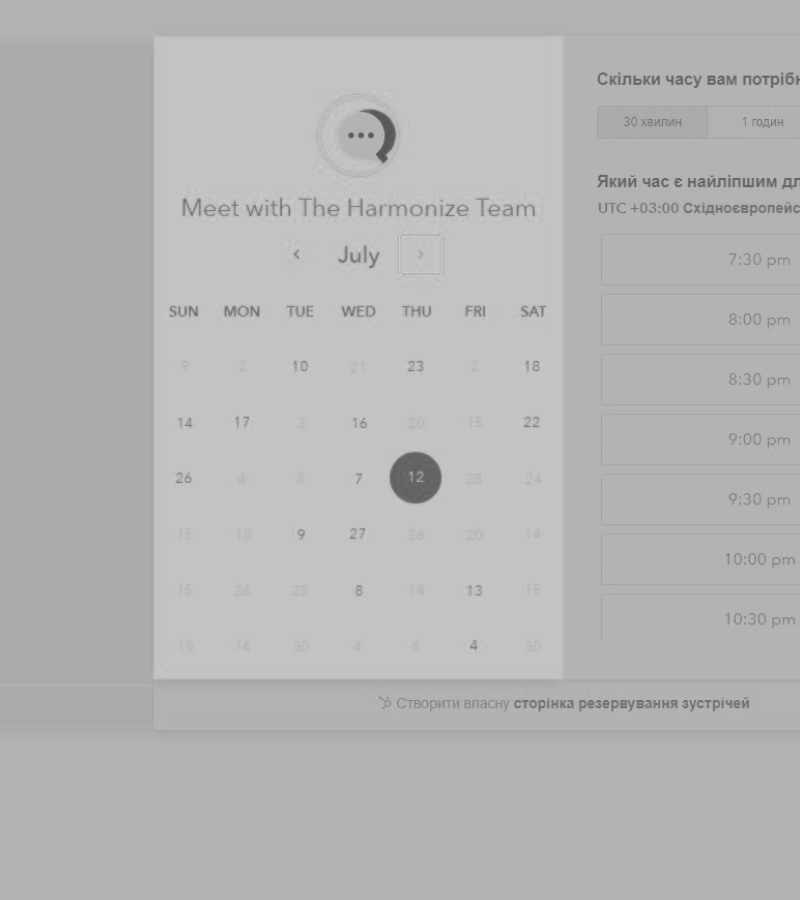 Meet with The Harmonize Team
July
SUN MON TUE WED THU FRI SAT
9 2 10 21 23 2 18
14 17 3 16 20 15 22
26 4 6 7 12 28 24
15 10 9 27 26 20 14
15 26 28 8 14 13 15
10 16 30 4 6 4 30
Скільки часу вам потрібн
30 хвилин 1 годин
Який час є найліпшим дл
UTC +03:00 Східноєвропейс
7:30 pm
8:00 pm
8:30 pm
9:00 pm
9:30 pm
10:00 pm
10:30 pm
Створити власну сторінка резервування зустрічей